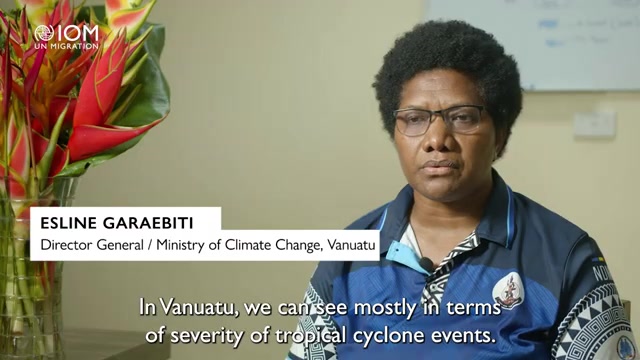 IOM
UN MIGRATION
ESLINE GARAEBITI
Director General / Ministry of Climate Change, Vanuatu
In Vanuatu, we can see mostly in terms
of severity of tropical cyclone events.